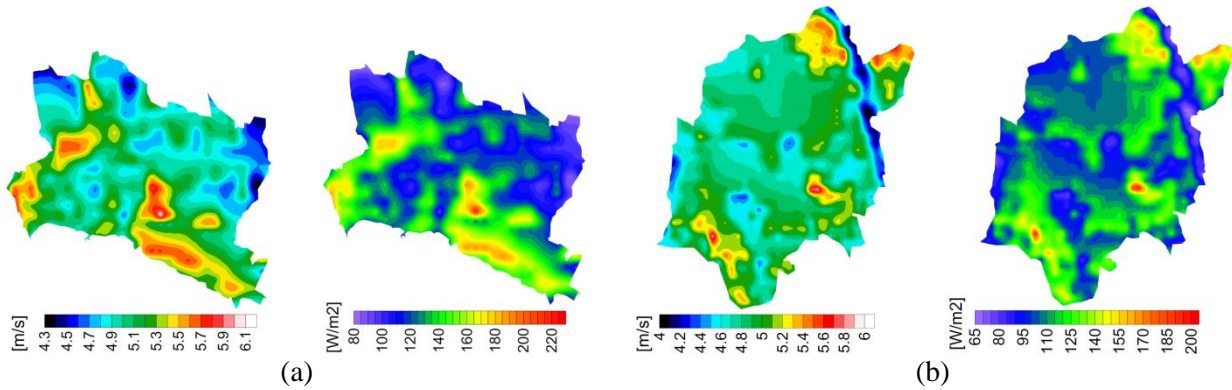 [m/s] 4.3 4.5 4.7 4.9 5.1 5.3 5.5 5.7 5.9 6.1
[W/m2] 80 100 120 140 160 180 200 220
[m/s] 4 4.2 4.4 4.6 4.8 5 5.2 5.4 5.6 5.8 6
[W/m2] 65 80 95 110 125 140 155 170 185 200
(a) (b)